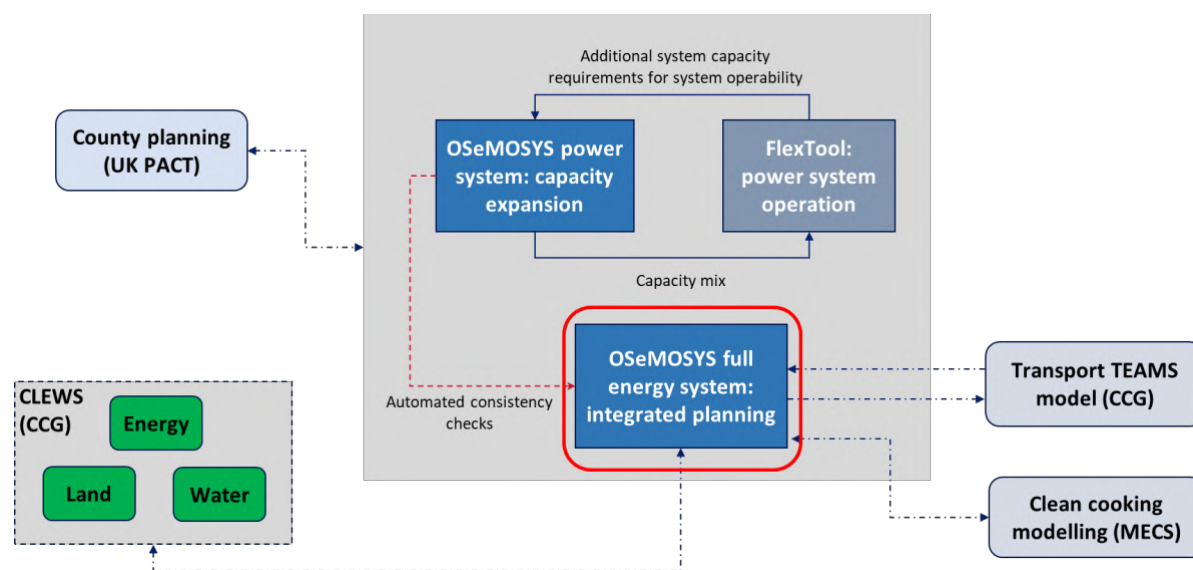 Additional system capacity
requirements for system operability
County planning
(UK PACT)
OSeMOSYS power
system: capacity
expansion
FlexTool:
power system
operation
Capacity mix
OSeMOSYS full
energy system:
integrated planning
Automated consistency
checks
Transport TEAMS
model (CCG)
CLEWS
(CCG)
Energy
Land
Water
Clean cooking
modelling (MECS)